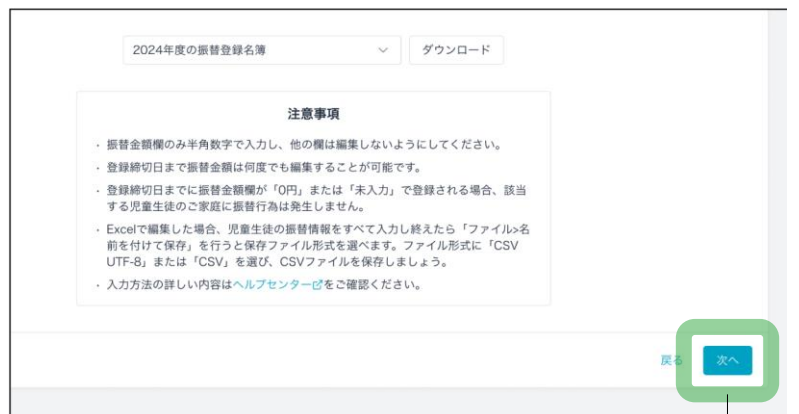 2024年度の振替登録名簿
ダウンロード
注意事項
・振替金額欄のみ半角数字で入力し、他の欄は編集しないようにしてください。
・登録締切日まで振替金額は何度でも編集することが可能です。
・登録締切日までに振替金額欄が「0円」または「未入力」で登録される場合、該当
する児童生徒のご家庭に振替行為は発生しません。
・Excelで編集した場合、児童生徒の振替情報をすべて入力し終えたら「ファイル>名
前を付けて保存」を行うと保存ファイル形式を選べます。ファイル形式に「CSV
UTF-8」または「CSV」を選び、CSVファイルを保存しましょう。
・入力方法の詳しい内容はヘルプセンターをご確認ください。
戻る
次へ